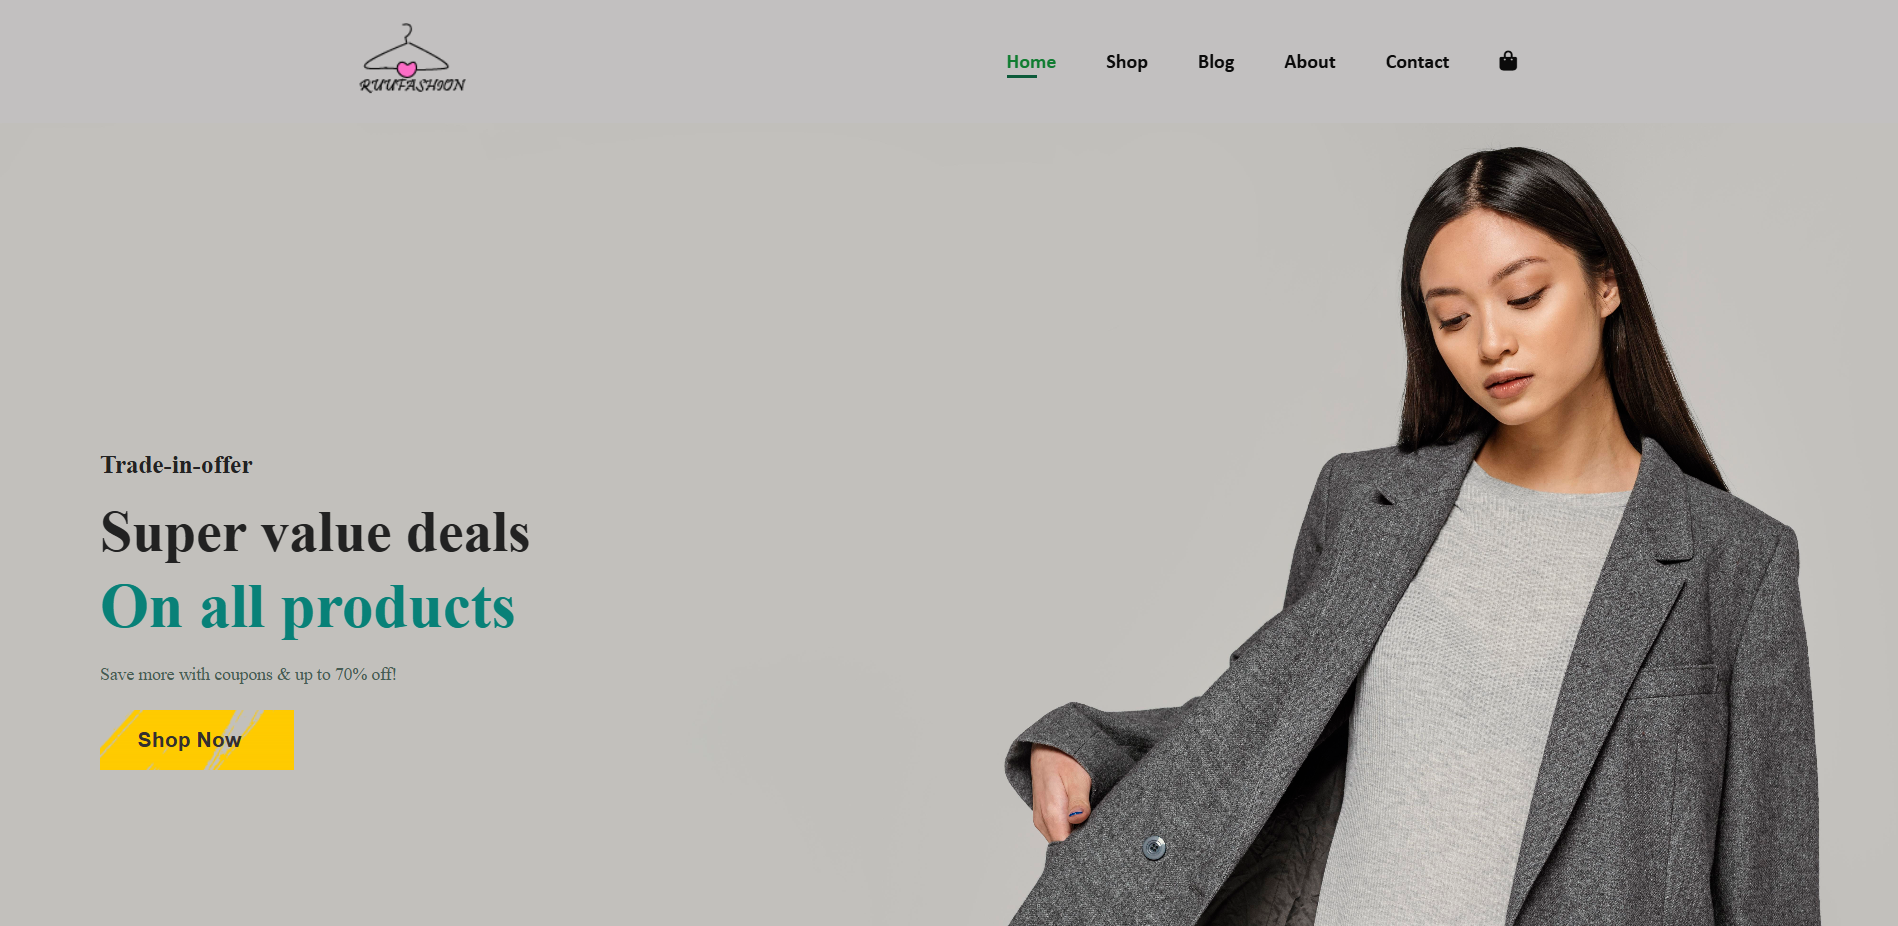 RUUFASHION
Home Shop Blog About Contact
Trade-in-offer
Super value deals
On all products
Save more with coupons & up to 70% off!
Shop Now